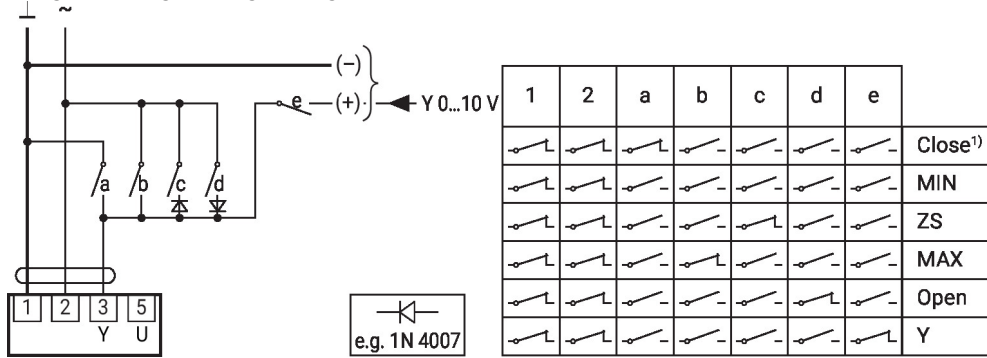 ⊥ ~
(–)
e (+) Y 0...10 V
a b c d
1 2 3 5
Y U
e.g. 1N 4007
1 2 a b c d e
Close¹⁾
MIN
ZS
MAX
Open
Y